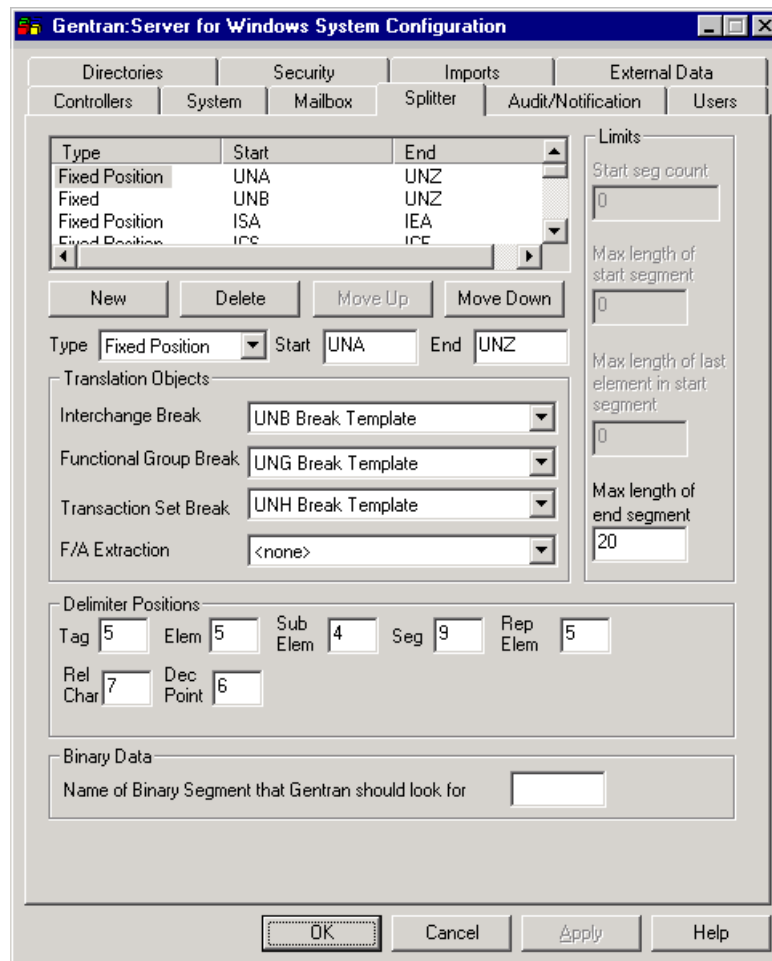 Gentran:Server for Windows System Configuration
Directories Security Imports External Data
Controllers System Mailbox Splitter Audit/Notification Users
Type Start End
Fixed Position UNA UNZ
Fixed UNB UNZ
Fixed Position ISA IEA
Fixed Position ICS ICE
New Delete Move Up Move Down
Type Fixed Position Start UNA End UNZ
Translation Objects
Interchange Break UNB Break Template
Functional Group Break UNG Break Template
Transaction Set Break UNH Break Template
F/A Extraction <none>
Limits
Start seg count
0
Max length of
start segment
0
Max length of last
element in start
segment
0
Max length of
end segment
20
Delimiter Positions
Tag 5 Elem 5 Sub Elem 4 Seg 9 Rep Elem 5
Rel Char 7 Dec Point 6
Binary Data
Name of Binary Segment that Gentran should look for
OK Cancel Apply Help